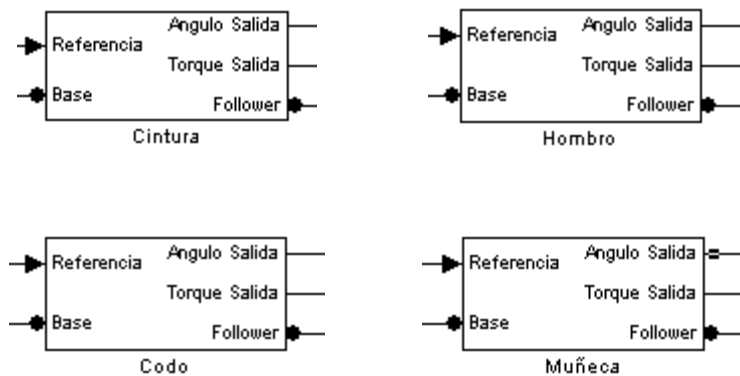 Angulo Salida
Referencia
Torque Salida
Base
Follower
Cintura
Angulo Salida
Referencia
Torque Salida
Base
Follower
Hombro
Angulo Salida
Referencia
Torque Salida
Base
Follower
Codo
Angulo Salida
Referencia
Torque Salida
Base
Follower
Muñeca